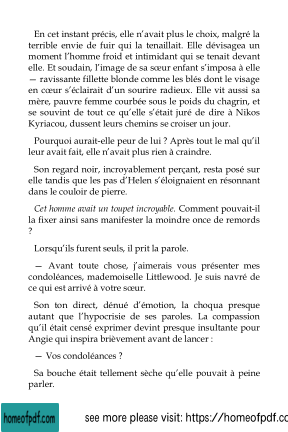 En cet instant précis, elle n'avait plus le choix, malgré la
terrible envie de fuir qui la tenaillait. Elle dévisagea un
moment l'homme froid et intimidant qui se tenait devant
elle. Et soudain, l'image de sa sœur enfant s'imposa à elle
— ravissante fillette blonde comme les blés dont le visage
en cœur s'éclairait d'un sourire radieux. Elle vit aussi sa
mère, pauvre femme courbée sous le poids du chagrin, et
se souvint de tout ce qu'elle s'était juré de dire à Nikos
Kyriacou, dussent leurs chemins se croiser un jour.
Pourquoi aurait-elle peur de lui ? Après tout le mal qu'il
leur avait fait, elle n'avait plus rien à craindre.
Son regard noir, incroyablement perçant, resta posé sur
elle tandis que les pas d'Helen s'éloignaient en résonnant
dans le couloir de pierre.
Cet homme avait un toupet incroyable. Comment pouvait-il
la fixer ainsi sans manifester la moindre once de remords
?
Lorsqu'ils furent seuls, il prit la parole.
— Avant toute chose, j'aimerais vous présenter mes
condoléances, mademoiselle Littlewood. Je suis navré de
ce qui est arrivé à votre sœur.
Son ton direct, dénué d'émotion, la choqua presque
autant que l'hypocrisie de ses paroles. La compassion
qu'il était censé exprimer devint presque insultante pour
Angie qui inspira brièvement avant de lancer :
— Vos condoléances ?
Sa bouche était tellement sèche qu'elle pouvait à peine
parler.
homeofpdf.com
see more please visit: https://homeofpdf.co